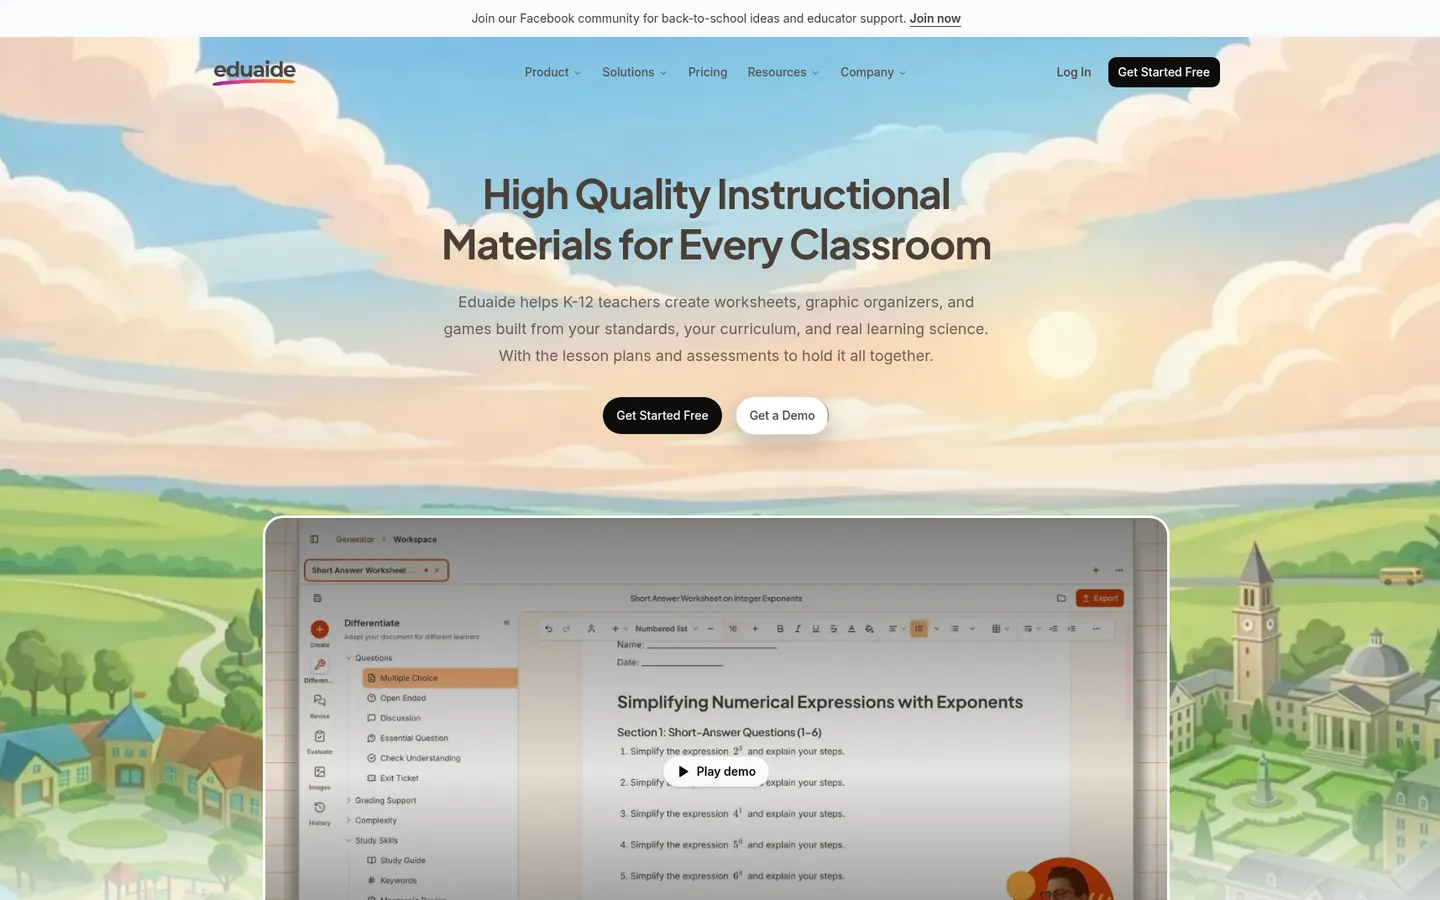 Join our Facebook community for back-to-school ideas and educator support. Join now
eduaide
Product
Solutions
Pricing
Resources
Company
Log In
Get Started Free
High Quality Instructional
Materials for Every Classroom
Eduaide helps K-12 teachers create worksheets, graphic organizers, and
games built from your standards, your curriculum, and real learning science.
With the lesson plans and assessments to hold it all together.
Get Started Free
Get a Demo
Generator > Workspace
Short Answer Worksheet ...
Short Answer Worksheet on Integer Exponents
Export
Numbered list
16
Create
Differen...
Revise
Evaluate
Images
History
Differentiate
Adapt your document for different learners.
Questions
Multiple Choice
Open Ended
Discussion
Essential Question
Check Understanding
Exit Ticket
Grading Support
Complexity
Study Skills
Study Guide
Keywords
Name:
Date:
Simplifying Numerical Expressions with Exponents
Section 1: Short-Answer Questions (1–6)
1. Simplify the expression 2³ and explain your steps.
Play demo
2. Simplify expression and explain your steps.
3. Simplify the expression 4¹ and explain your steps.
4. Simplify the expression 5⁰ and explain your steps.
5. Simplify the expression and explain your steps.